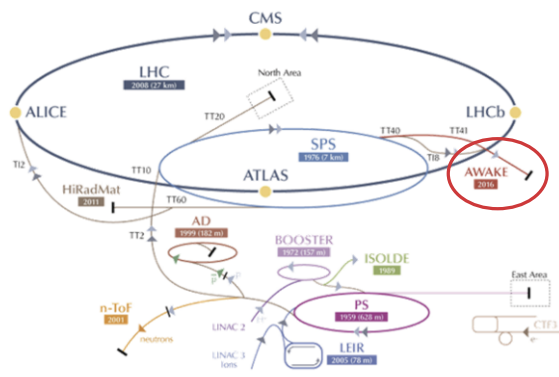 CMS
LHC
2008 (27 km)
North Area
ALICE
TT20
LHCb
TT40
TT41
SPS
1976 (7 km)
TI8
TI2
TT10
AWAKE
2016
ATLAS
HiRadMat
2011
TT60
AD
1999 (182 m)
TT2
BOOSTER
1972 (157 m)
ISOLDE
1989
East Area
n-ToF
2001
PS
1959 (628 m)
LINAC 2
neutrons
CTF3
e-
LINAC 3
Ions
LEIR
2005 (78 m)